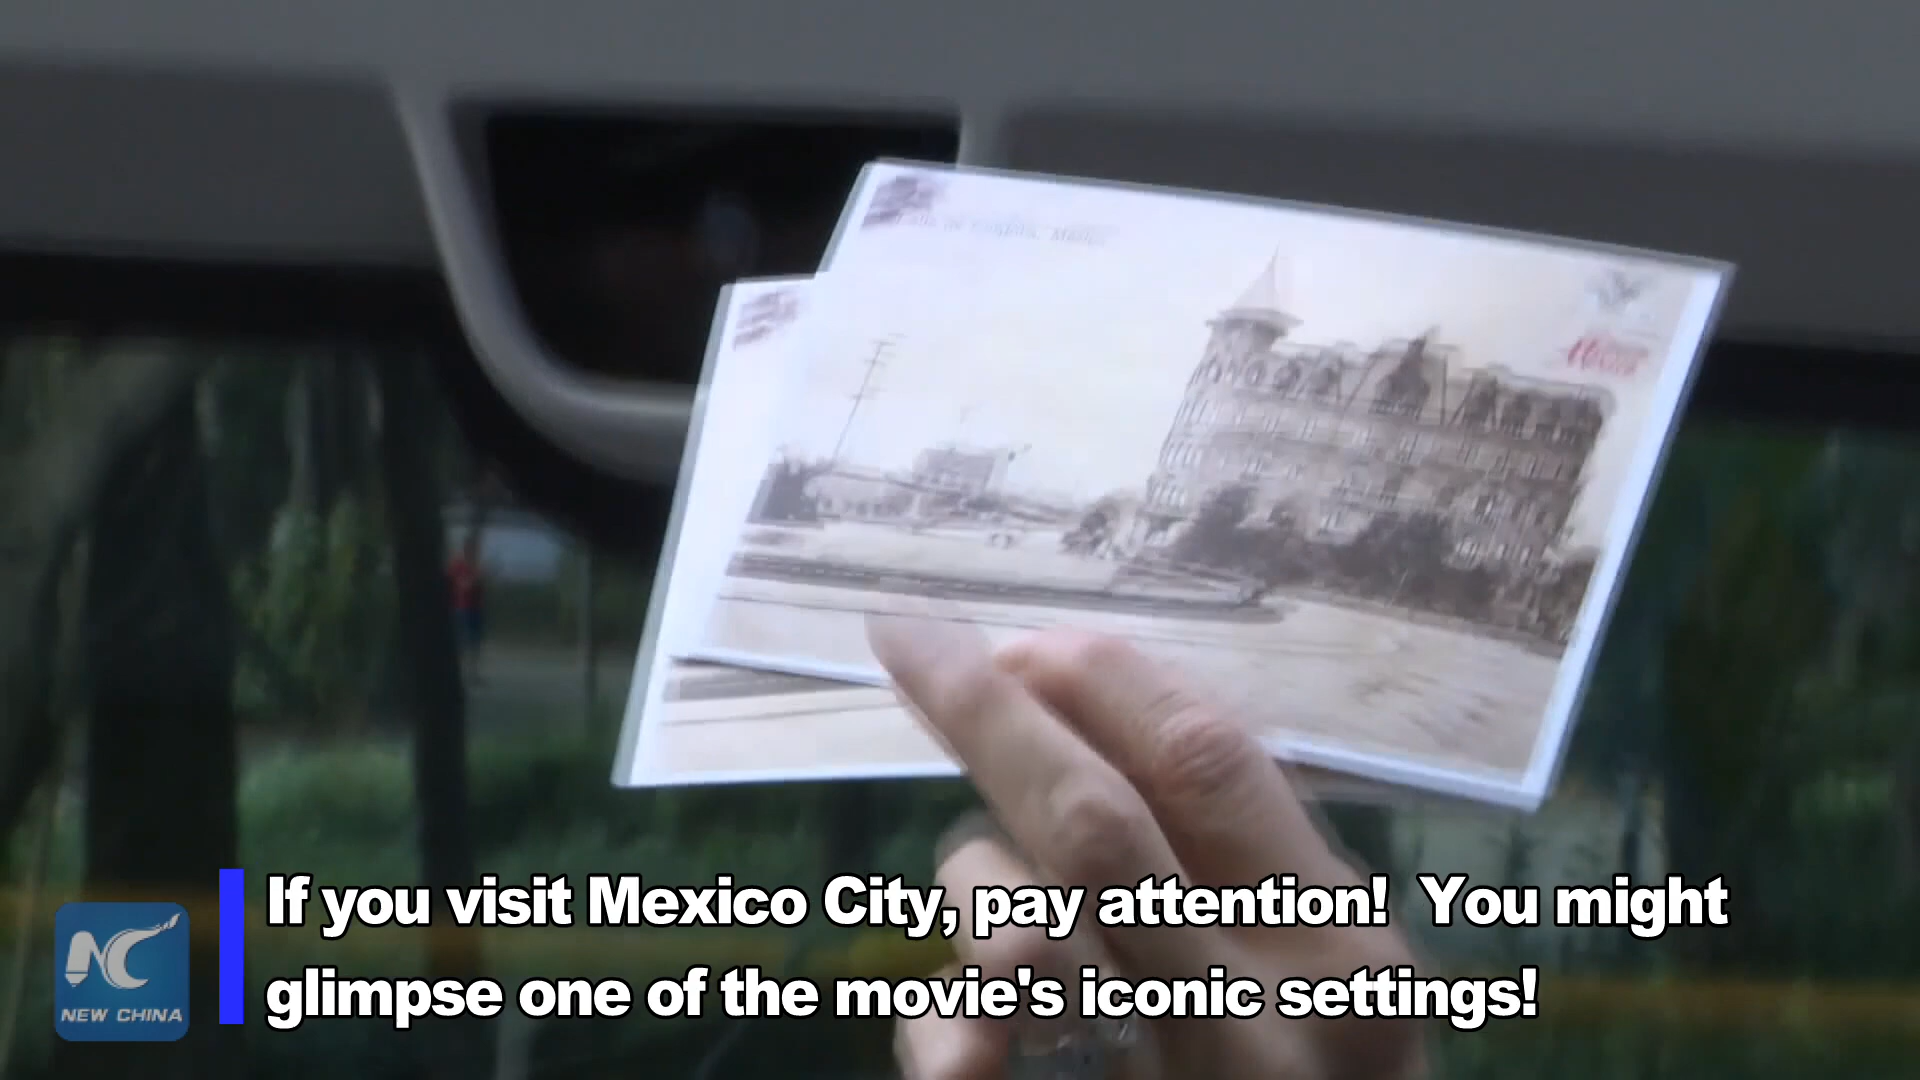 If you visit Mexico City, pay attention! You might
glimpse one of the movie's iconic settings!
NEW CHINA